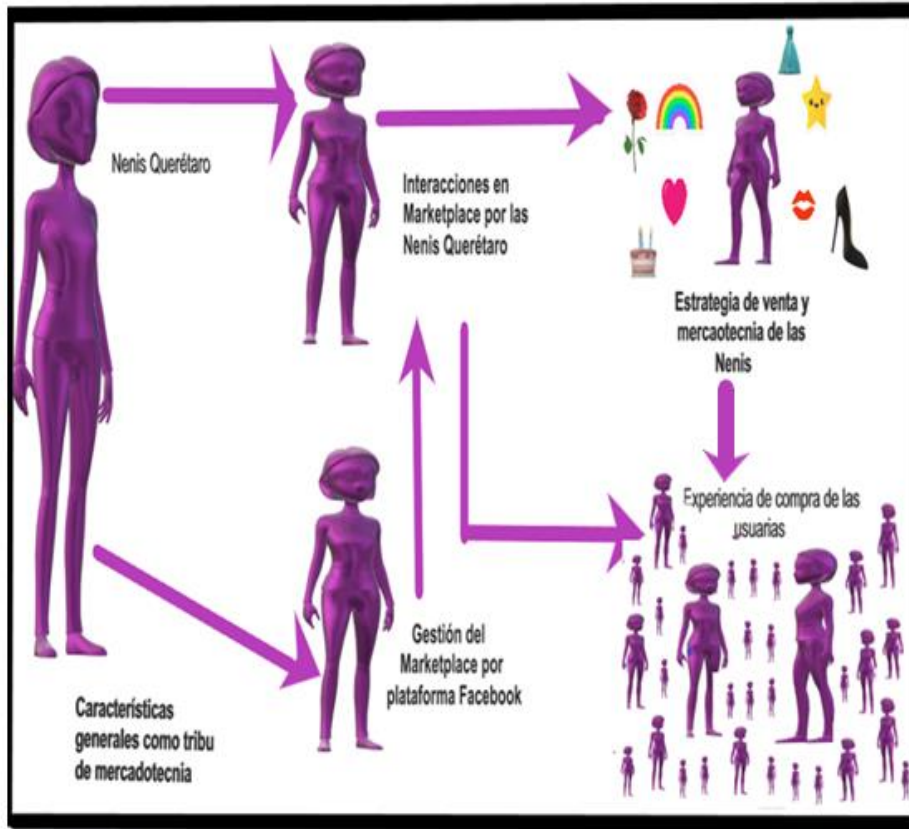 Nenis Querétaro
Interacciones en
Marketplace por las
Nenis Querétaro
Estrategia de venta y
mercaotecnia de las
Nenis
Experiencia de compra de las
usuarias
Gestión del
Marketplace por
plataforma Facebook
Características
generales como tribu
de mercadotecnia